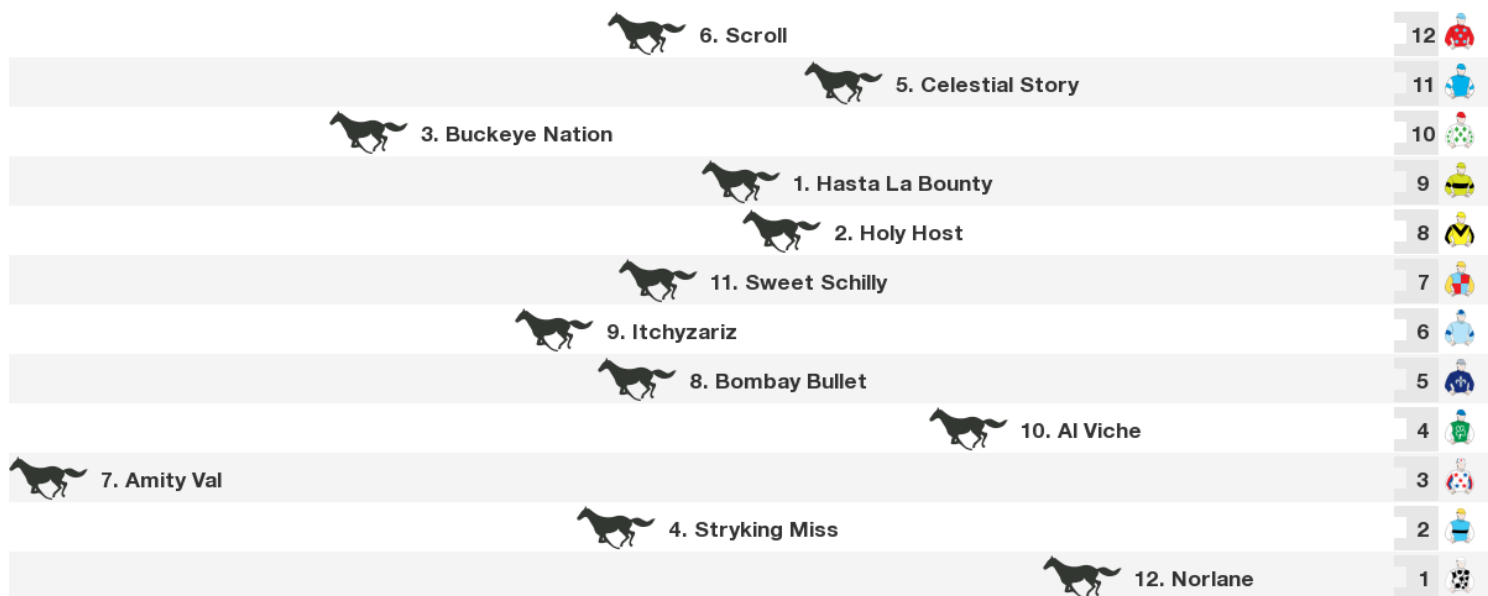 6. Scroll 12
5. Celestial Story 11
3. Buckeye Nation 10
1. Hasta La Bounty 9
2. Holy Host 8
11. Sweet Schilly 7
9. Itchyzariz 6
8. Bombay Bullet 5
10. Al Viche 4
7. Amity Val 3
4. Stryking Miss 2
12. Norlane 1